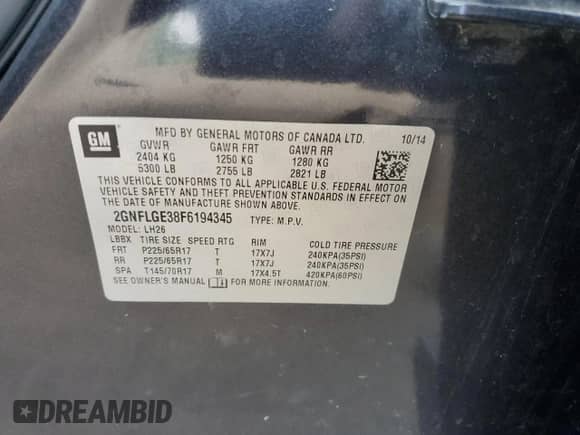 GM
MFD BY GENERAL MOTORS OF CANADA LTD. 10/14
GVWR GAWR FRT GAWR RR
2404 KG 1250 KG 1280 KG
5300 LB 2755 LB 2821 LB
THIS VEHICLE CONFORMS TO ALL APPLICABLE U.S. FEDERAL MOTOR
VEHICLE SAFETY AND THEFT PREVENTION STANDARDS IN EFFECT ON
THE DATE OF MANUFACTURE SHOWN ABOVE.
2GNFLGE38F6194345 TYPE: M.P.V.
MODEL: LH26
LBBX TIRE SIZE SPEED RTG RIM COLD TIRE PRESSURE
FRT P225/65R17 T 17X7J 240KPA(35PSI)
RR P225/65R17 T 17X7J 240KPA(35PSI)
SPA T145/70R17 M 17X4.5T 420KPA(60PSI)
SEE OWNER'S MANUAL FOR MORE INFORMATION.
DREAMBID